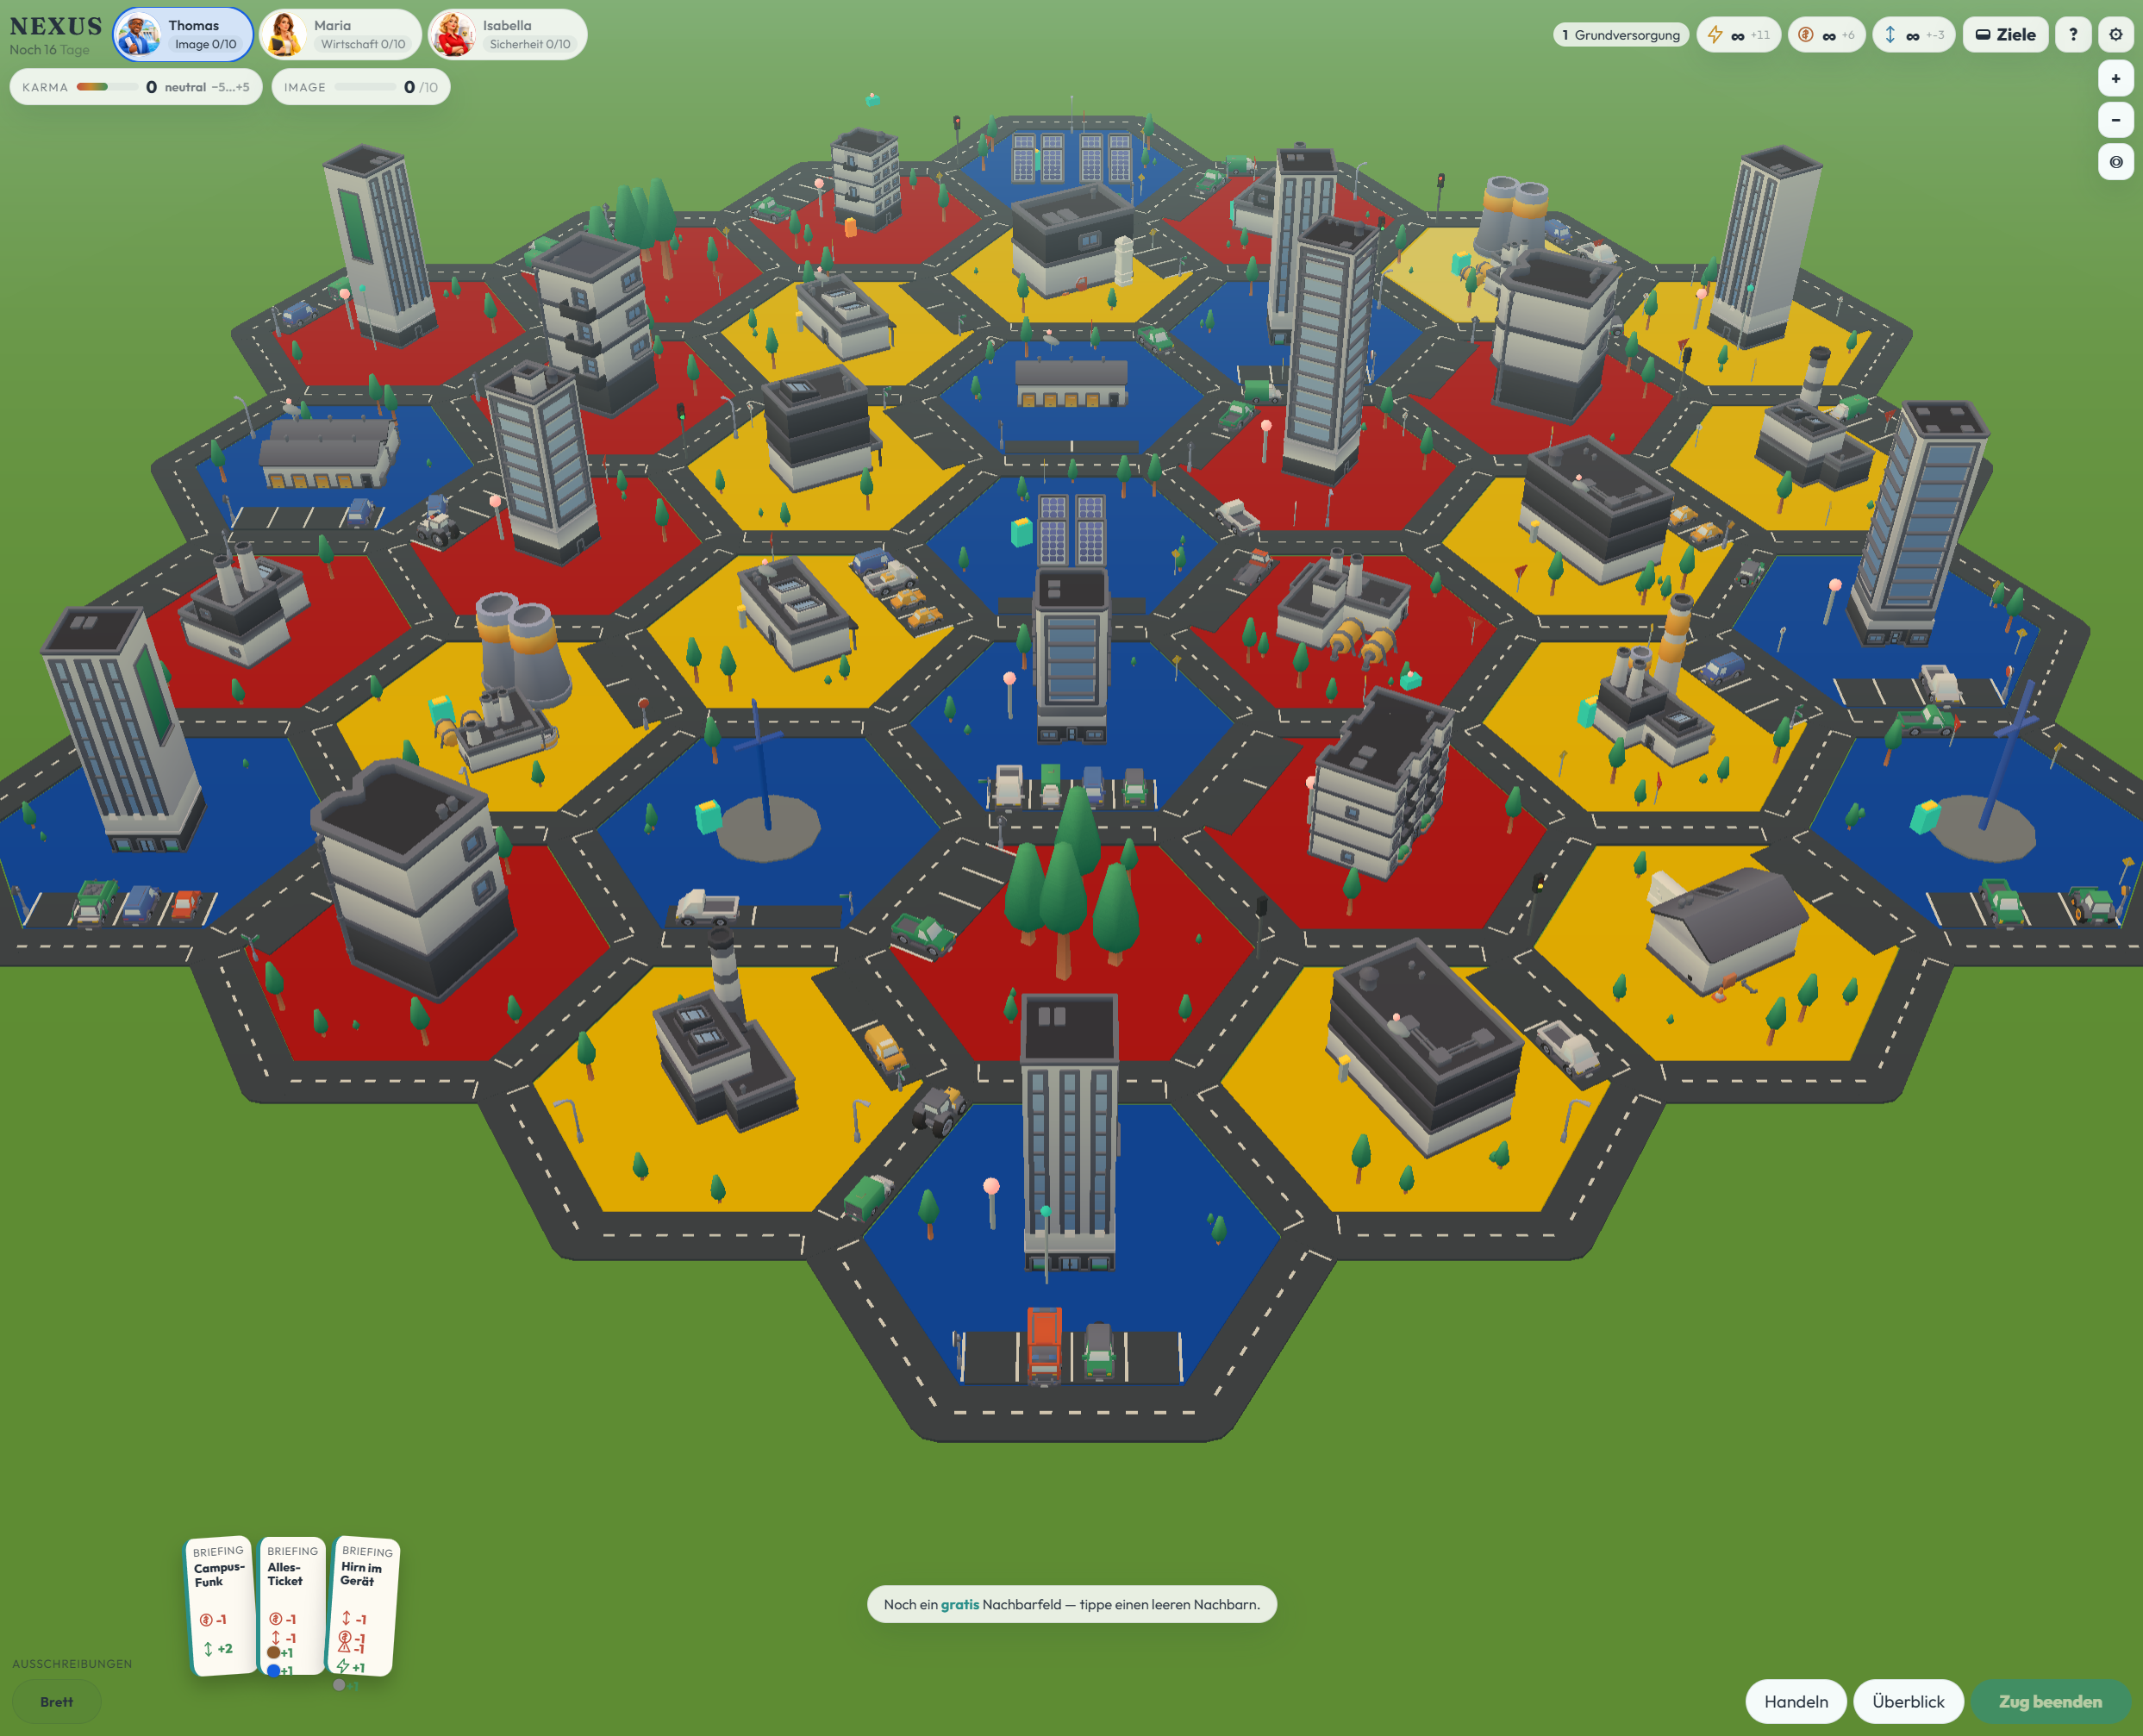 NEXUS
Noch 16 Tage
Thomas
Image 0/10
Maria
Wirtschaft 0/10
Isabella
Sicherheit 0/10
1 Grundversorgung
∞ +11
∞ +6
∞ +-3
Ziele
?
KARMA 0 neutral −5…+5
IMAGE 0 /10
+
−
BRIEFING
Campus-
Funk
-1
+2
BRIEFING
Alles-
Ticket
-1
-1
+1
+1
BRIEFING
Hirn im
Gerät
-1
-1
-1
+1
Noch ein gratis Nachbarfeld — tippe einen leeren Nachbarn.
AUSSCHREIBUNGEN
Brett
Handeln
Überblick
Zug beenden